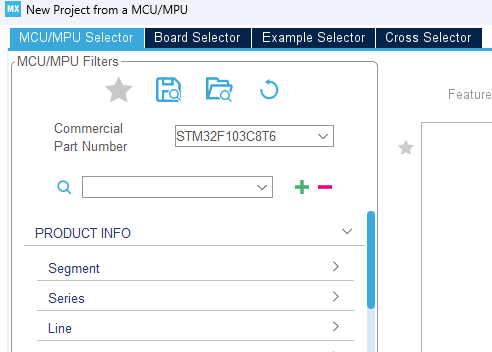 MX New Project from a MCU/MPU
MCU/MPU Selector Board Selector Example Selector Cross Selector
MCU/MPU Filters
Feature
Commercial
Part Number
STM32F103C8T6
PRODUCT INFO
Segment
Series
Line